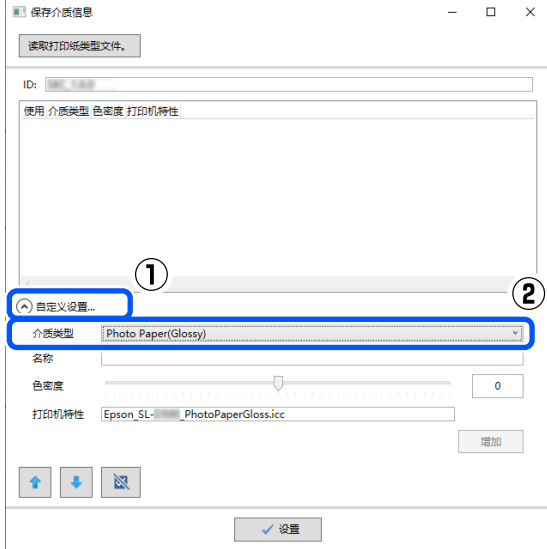 保存介质信息
读取打印纸类型文件。
ID:
使用 介质类型 色密度 打印机特性
①
②
自定义设置...
介质类型 Photo Paper(Glossy)
名称
色密度 0
打印机特性 Epson_SL- _PhotoPaperGloss.icc
增加
设置